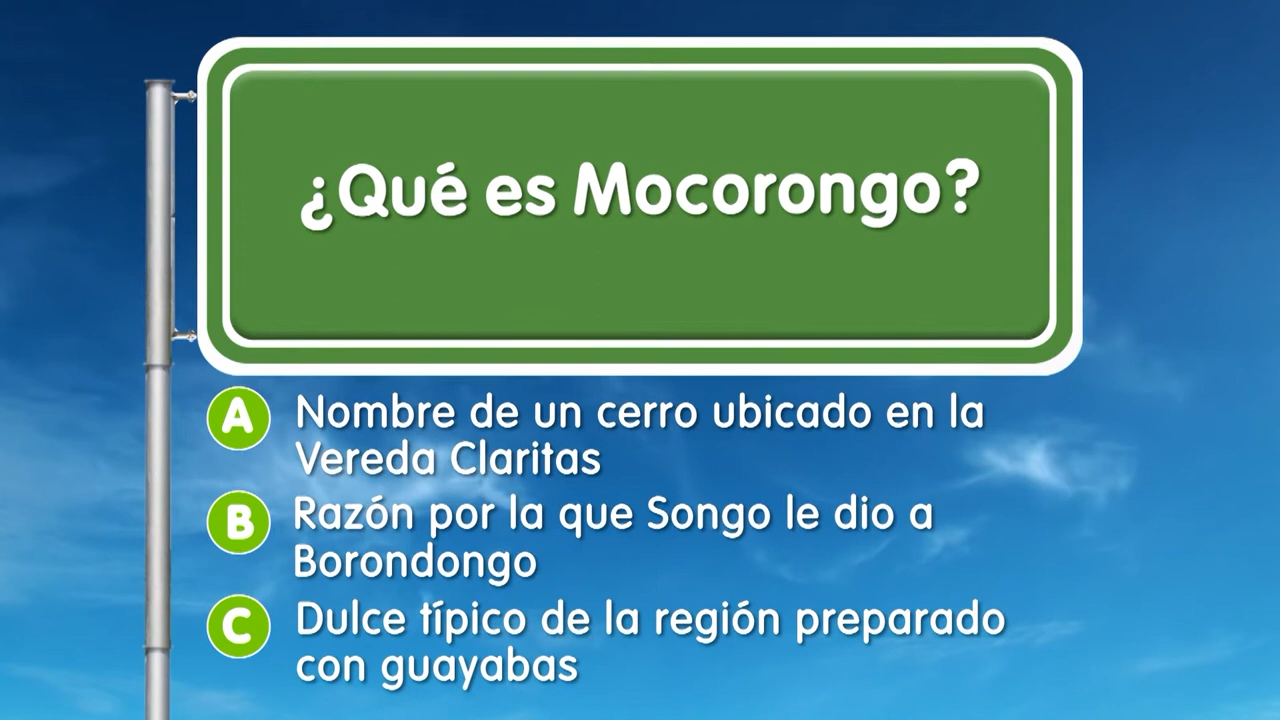 ¿Qué es Mocorongo?
A Nombre de un cerro ubicado en la
Vereda Claritas
B Razón por la que Songo le dio a
Borondongo
C Dulce típico de la región preparado
con guayabas